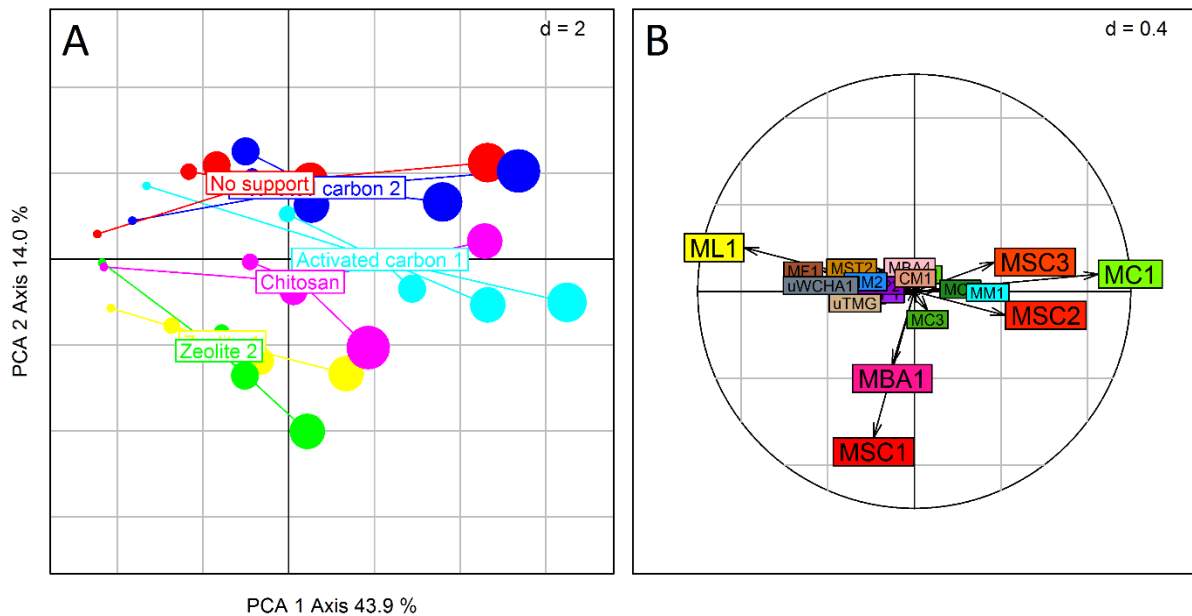 A
d = 2
No support
carbon 2
Activated carbon 1
Chitosan
Zeolite 2
PCA 2 Axis 14.0 %
PCA 1 Axis 43.9 %
B
d = 0.4
ML1
MST2
MBA4
MSC3
uWCHA1
M2
CM1
MC1
uTMG
MM1
MC3
MSC2
MBA1
MSC1